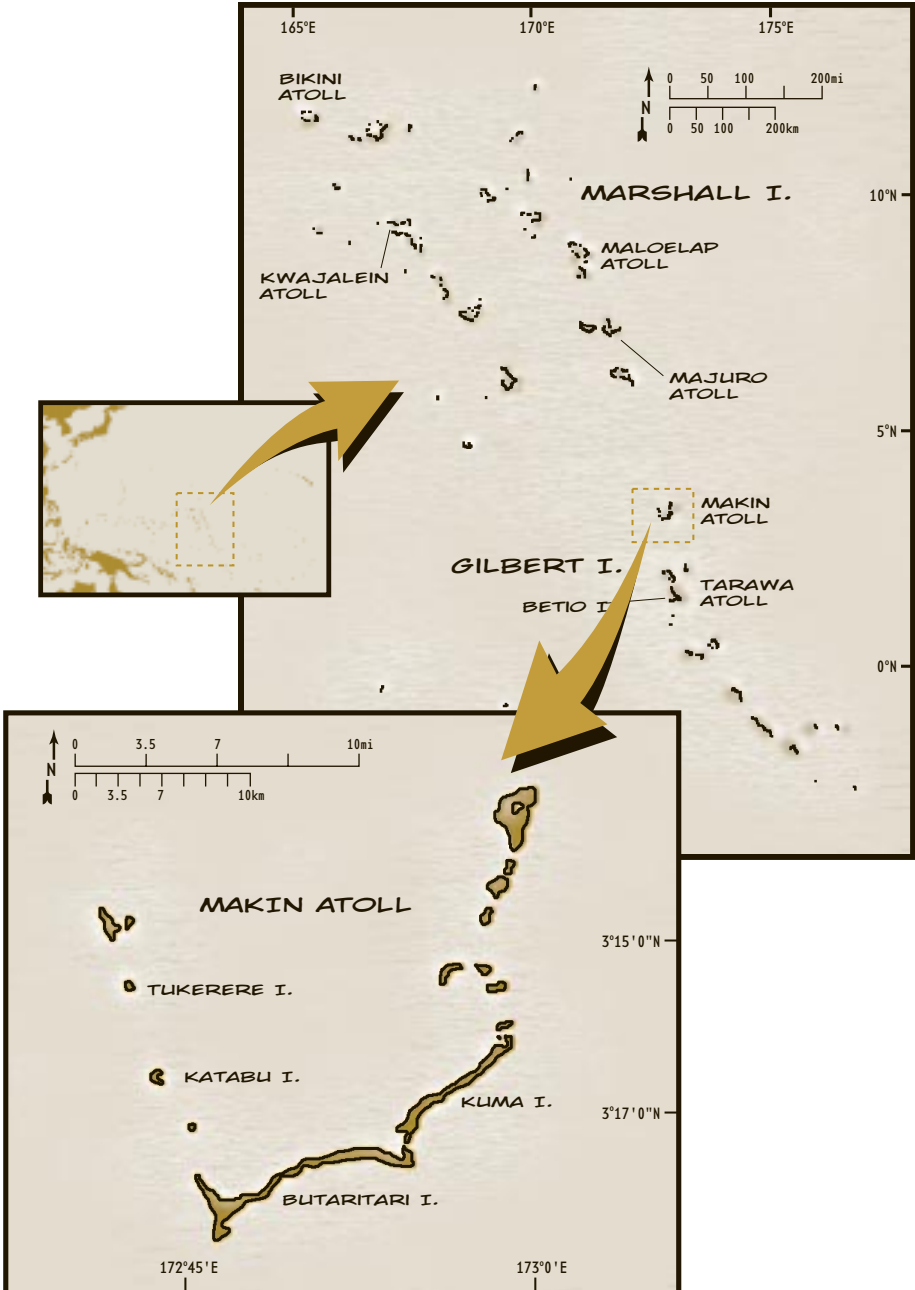 165°E 170°E 175°E
BIKINI
ATOLL
0 50 100 200mi
N
0 50 100 200km
MARSHALL I.
10°N
MALOELAP
ATOLL
KWAJALEIN
ATOLL
MAJURO
ATOLL
5°N
MAKIN
ATOLL
GILBERT I.
TARAWA
ATOLL
BETIO I
0°N
0 3.5 7 10mi
N
0 3.5 7 10km
MAKIN ATOLL
3°15'0"N
TUKERERE I.
KATABU I.
KUMA I.
3°17'0"N
BUTARITARI I.
172°45'E 173°0'E